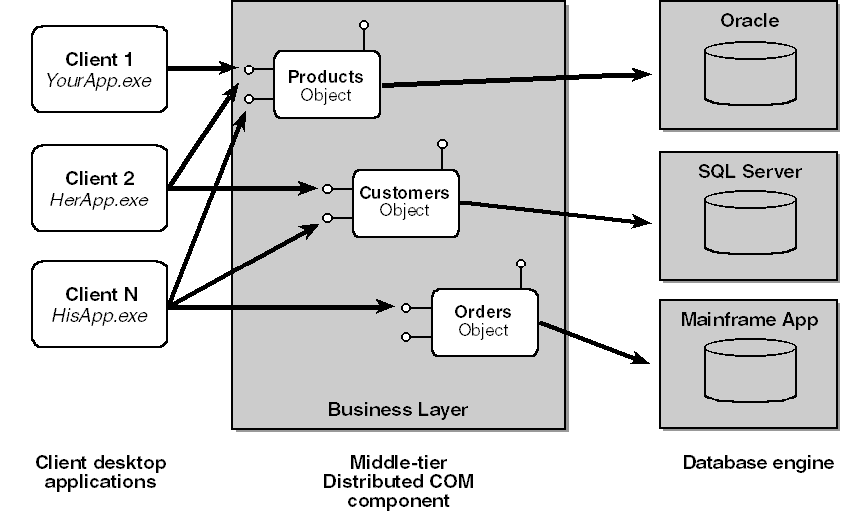 Client 1
YourApp.exe
Client 2
HerApp.exe
Client N
HisApp.exe
Client desktop
applications
Products
Object
Customers
Object
Orders
Object
Business Layer
Middle-tier
Distributed COM
component
Oracle
SQL Server
Mainframe App
Database engine